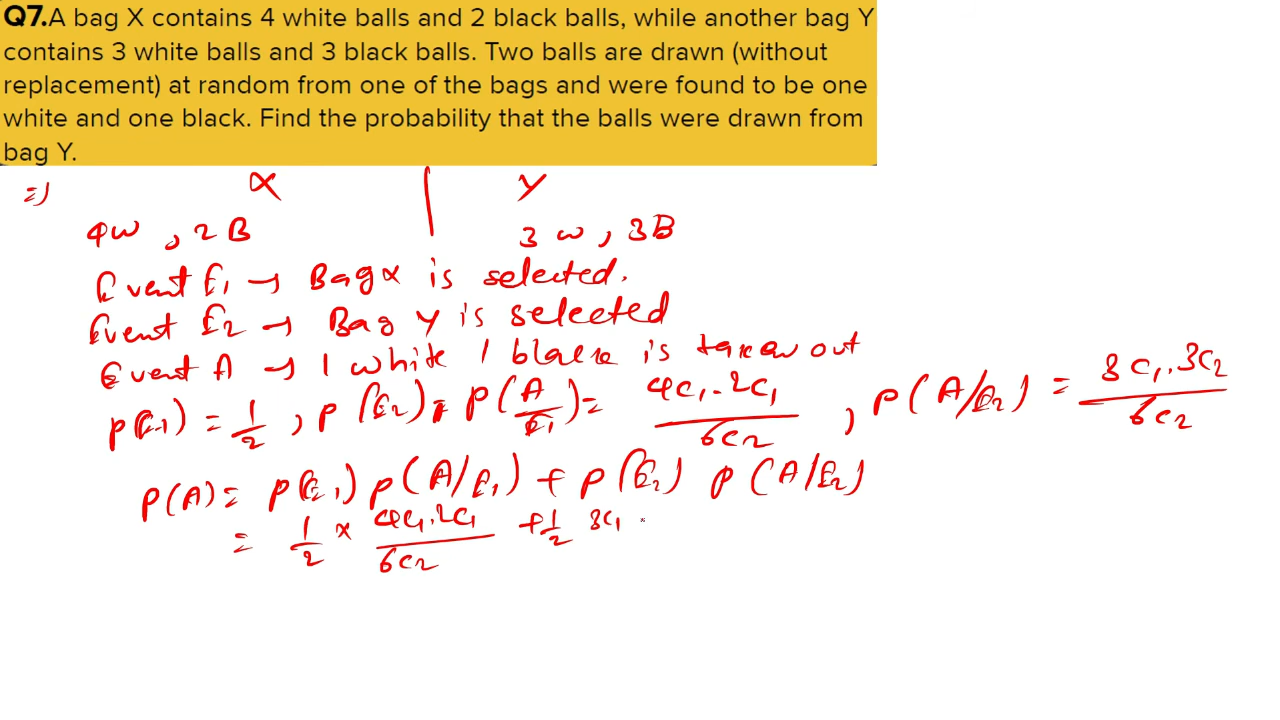 Q7.A bag X contains 4 white balls and 2 black balls, while another bag Y
contains 3 white balls and 3 black balls. Two balls are drawn (without
replacement) at random from one of the bags and were found to be one
white and one black. Find the probability that the balls were drawn from
bag Y.
=) X | Y
4W , 2B 3 W , 3B
Event E1 → Bag X is selected.
Event E2 → Bag Y is selected
Event A → 1 white 1 black is taken out
P(E1) = 1/2 , P(E2) = P(A/E1) = 4C1.2C1/6C2 , P(A/E2) = 3C1.3C2/6C2
P(A) = P(E1) P(A/E1) + P(E2) P(A/E2)
= 1/2 x 4C1.2C1/6C2 + 1/2 3C1